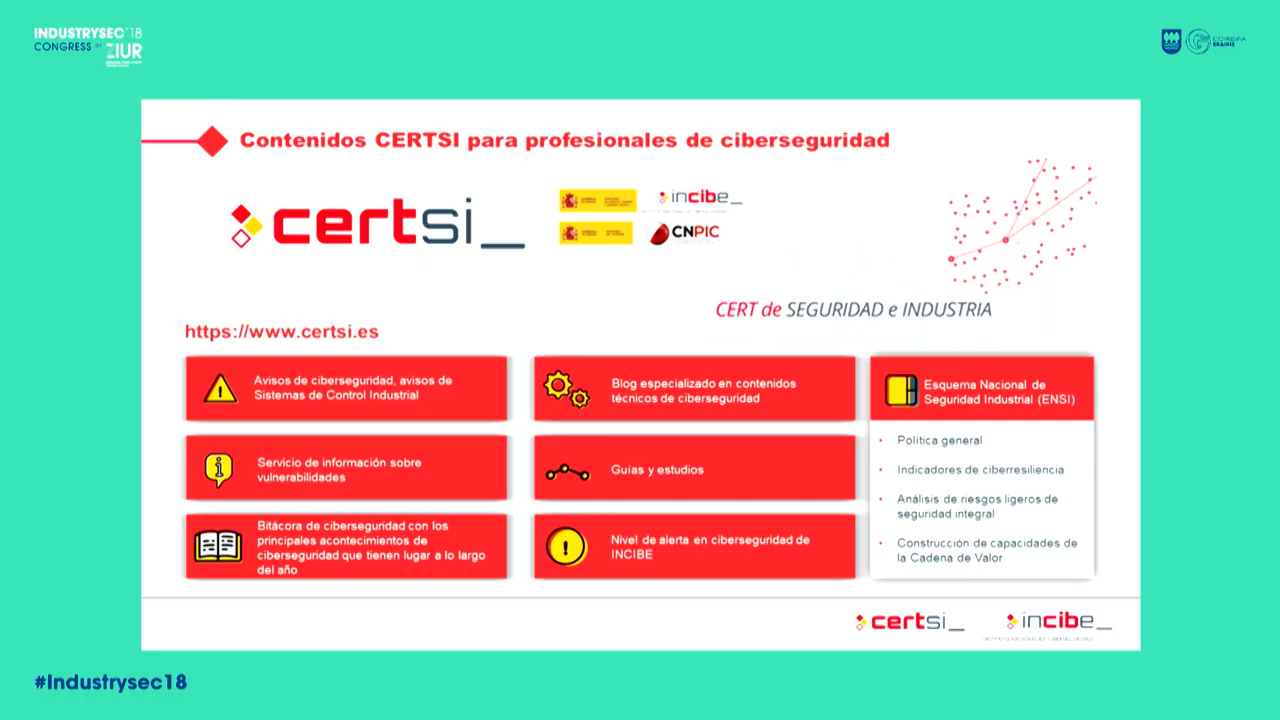 INDUSTRYSEC'18
CONGRESS BY ZIUR
Contenidos CERTSI para profesionales de ciberseguridad
certsi_
incibe_
CNPIC
CERT de SEGURIDAD e INDUSTRIA
https://www.certsi.es
Avisos de ciberseguridad, avisos de
Sistemas de Control Industrial
Servicio de información sobre
vulnerabilidades
Bitácora de ciberseguridad con los
principales acontecimientos de
ciberseguridad que tienen lugar a lo largo
del año
Blog especializado en contenidos
técnicos de ciberseguridad
Guías y estudios
Nivel de alerta en ciberseguridad de
INCIBE
Esquema Nacional de
Seguridad Industrial (ENSI)
• Política general
• Indicadores de ciberresiliencia
• Análisis de riesgos ligeros de
seguridad integral
• Construcción de capacidades de
la Cadena de Valor
certsi_
incibe_
#Industrysec18